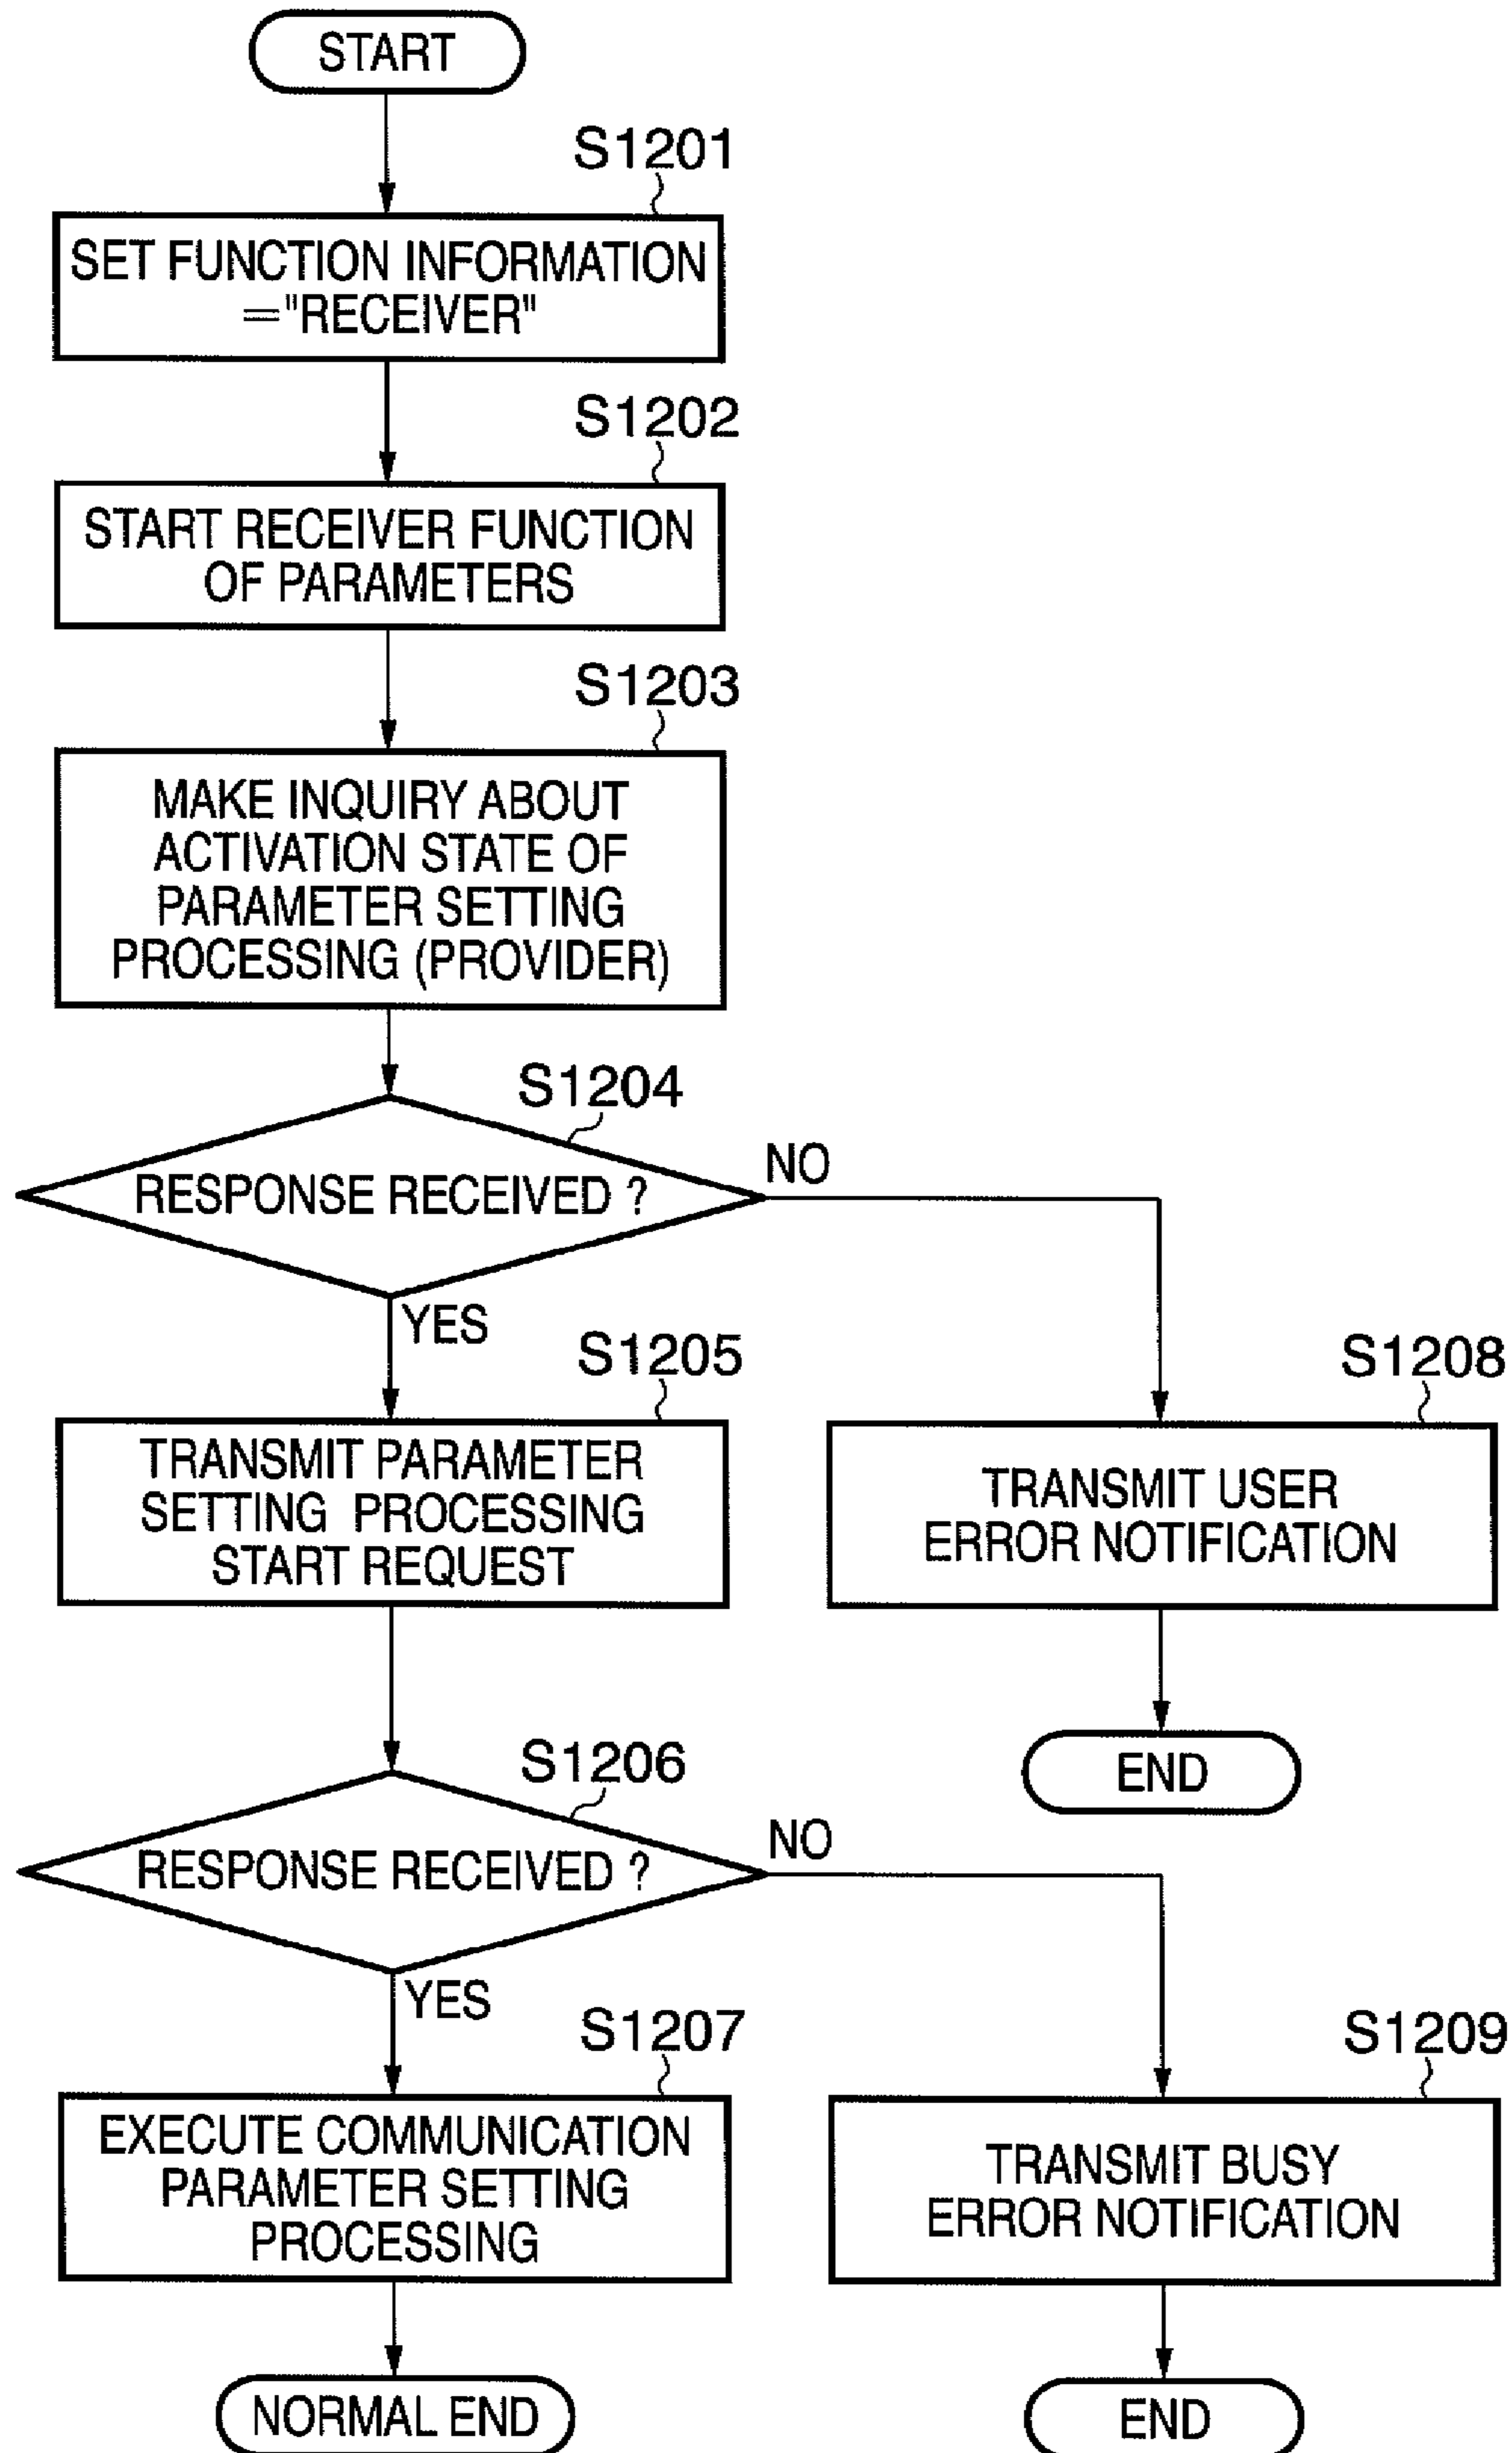 START
S1201
SET FUNCTION INFORMATION
="RECEIVER"
S1202
START RECEIVER FUNCTION
OF PARAMETERS
S1203
MAKE INQUIRY ABOUT
ACTIVATION STATE OF
PARAMETER SETTING
PROCESSING (PROVIDER)
S1204
RESPONSE RECEIVED ?
NO
YES
S1205
TRANSMIT PARAMETER
SETTING PROCESSING
START REQUEST
S1208
TRANSMIT USER
ERROR NOTIFICATION
END
S1206
RESPONSE RECEIVED ?
NO
YES
S1207
EXECUTE COMMUNICATION
PARAMETER SETTING
PROCESSING
NORMAL END
S1209
TRANSMIT BUSY
ERROR NOTIFICATION
END